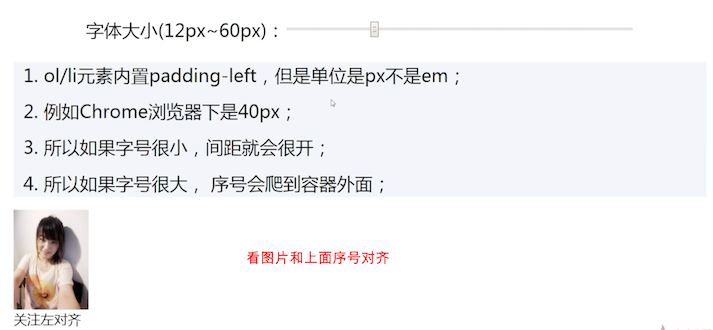 字体大小(12px~60px)：
1. ol/li元素内置padding-left，但是单位是px不是em；
2. 例如Chrome浏览器下是40px；
3. 所以如果字号很小，间距就会很开；
4. 所以如果字号很大， 序号会爬到容器外面；
看图片和上面序号对齐
关注左对齐